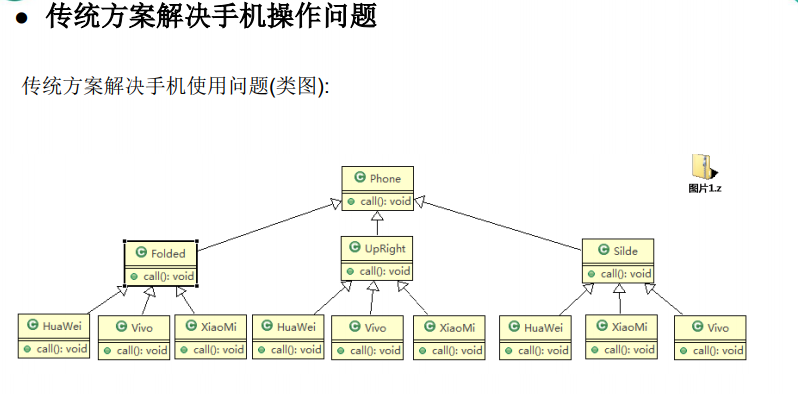 ● 传统方案解决手机操作问题
传统方案解决手机使用问题(类图):
C Phone
call(): void
图片1.z
C Folded
call(): void
C UpRight
call(): void
C Silde
call(): void
C HuaWei
call(): void
C Vivo
call(): void
C XiaoMi
call(): void
C HuaWei
call(): void
C Vivo
call(): void
C XiaoMi
call(): void
C HuaWei
call(): void
C XiaoMi
call(): void
C Vivo
call(): void